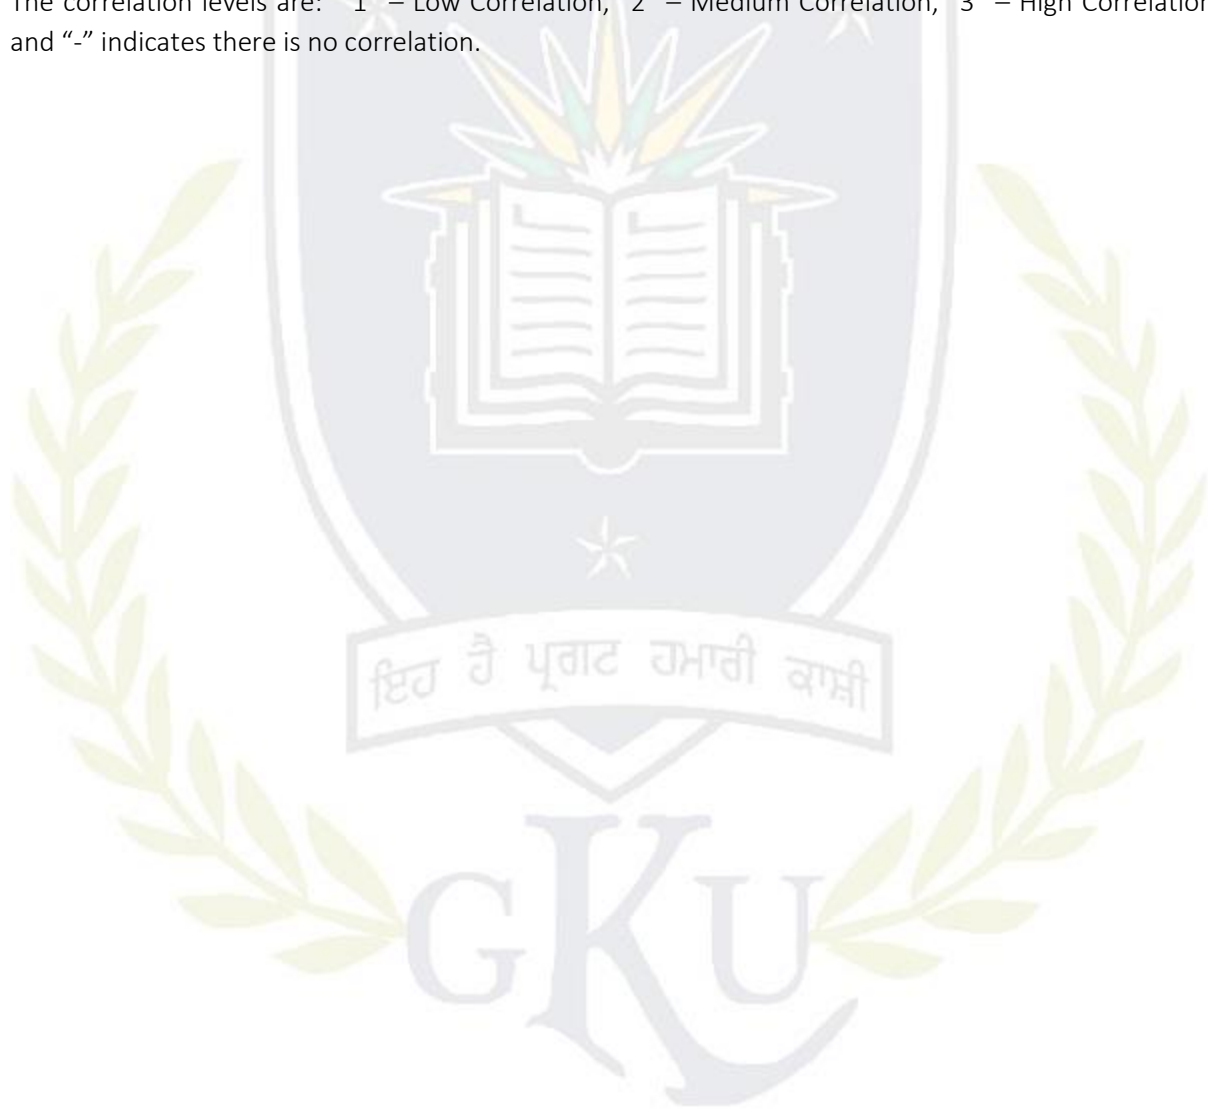 The correlation levels are: "1" – Low Correlation, "2" – Medium Correlation, "3" – High Correlation
and “-” indicates there is no correlation.
ਇਹ ਹੈ ਪ੍ਰਗਟ ਹਮਾਰੀ ਕਾਸ਼ੀ
GKU